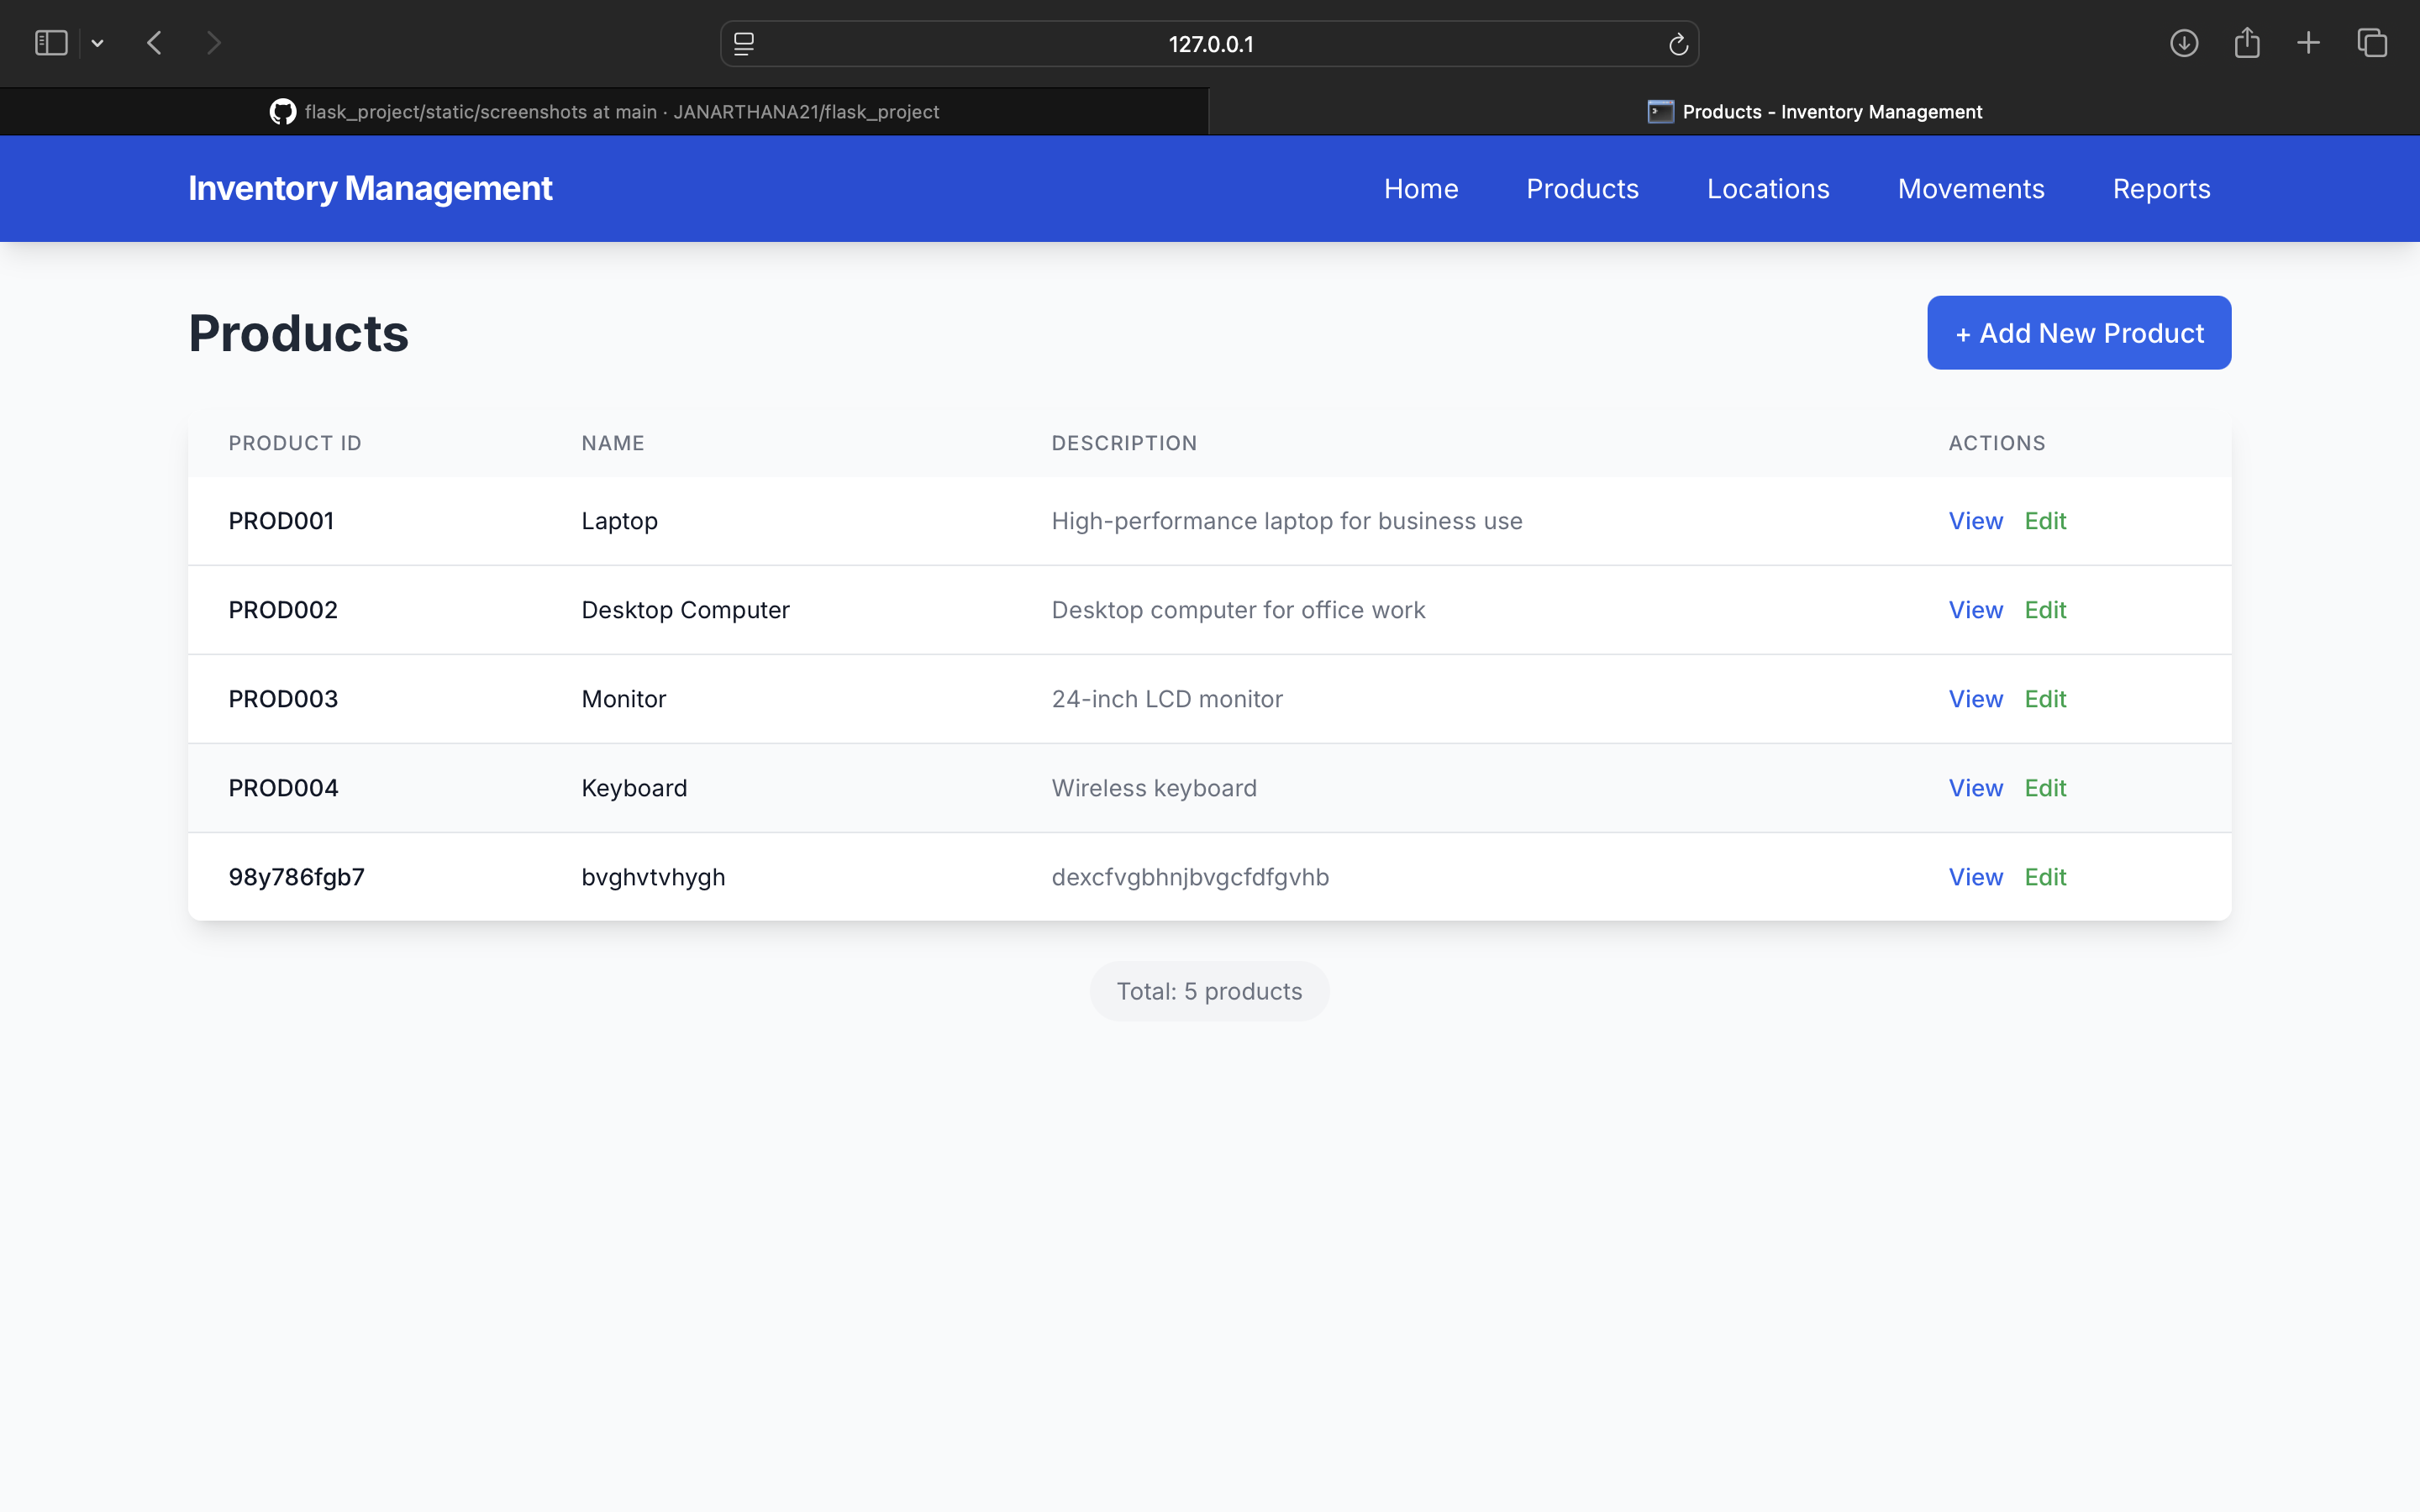 127.0.0.1
flask_project/static/screenshots at main · JANARTHANA21/flask_project
Products - Inventory Management
Inventory Management Home Products Locations Movements Reports
Products + Add New Product
PRODUCT ID NAME DESCRIPTION ACTIONS
PROD001 Laptop High-performance laptop for business use View Edit
PROD002 Desktop Computer Desktop computer for office work View Edit
PROD003 Monitor 24-inch LCD monitor View Edit
PROD004 Keyboard Wireless keyboard View Edit
98y786fgb7 bvghvtvhygh dexcfvgbhnjbvgcfdfgvhb View Edit
Total: 5 products